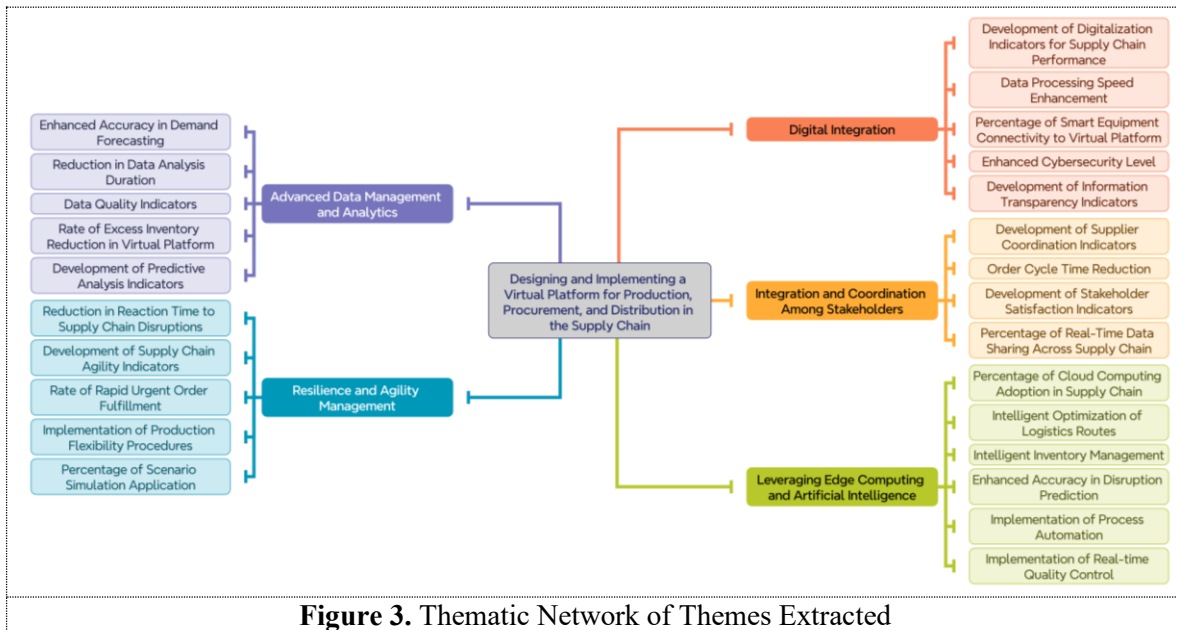 Designing and Implementing a
Virtual Platform for Production,
Procurement, and Distribution in
the Supply Chain
Advanced Data Management
and Analytics
Enhanced Accuracy in Demand
Forecasting
Reduction in Data Analysis
Duration
Data Quality Indicators
Rate of Excess Inventory
Reduction in Virtual Platform
Development of Predictive
Analysis Indicators
Resilience and Agility
Management
Reduction in Reaction Time to
Supply Chain Disruptions
Development of Supply Chain
Agility Indicators
Rate of Rapid Urgent Order
Fulfillment
Implementation of Production
Flexibility Procedures
Percentage of Scenario
Simulation Application
Digital Integration
Development of Digitalization
Indicators for Supply Chain
Performance
Data Processing Speed
Enhancement
Percentage of Smart Equipment
Connectivity to Virtual Platform
Enhanced Cybersecurity Level
Development of Information
Transparency Indicators
Integration and Coordination
Among Stakeholders
Development of Supplier
Coordination Indicators
Order Cycle Time Reduction
Development of Stakeholder
Satisfaction Indicators
Percentage of Real-Time Data
Sharing Across Supply Chain
Leveraging Edge Computing
and Artificial Intelligence
Percentage of Cloud Computing
Adoption in Supply Chain
Intelligent Optimization of
Logistics Routes
Intelligent Inventory Management
Enhanced Accuracy in Disruption
Prediction
Implementation of Process
Automation
Implementation of Real-time
Quality Control
Figure 3. Thematic Network of Themes Extracted